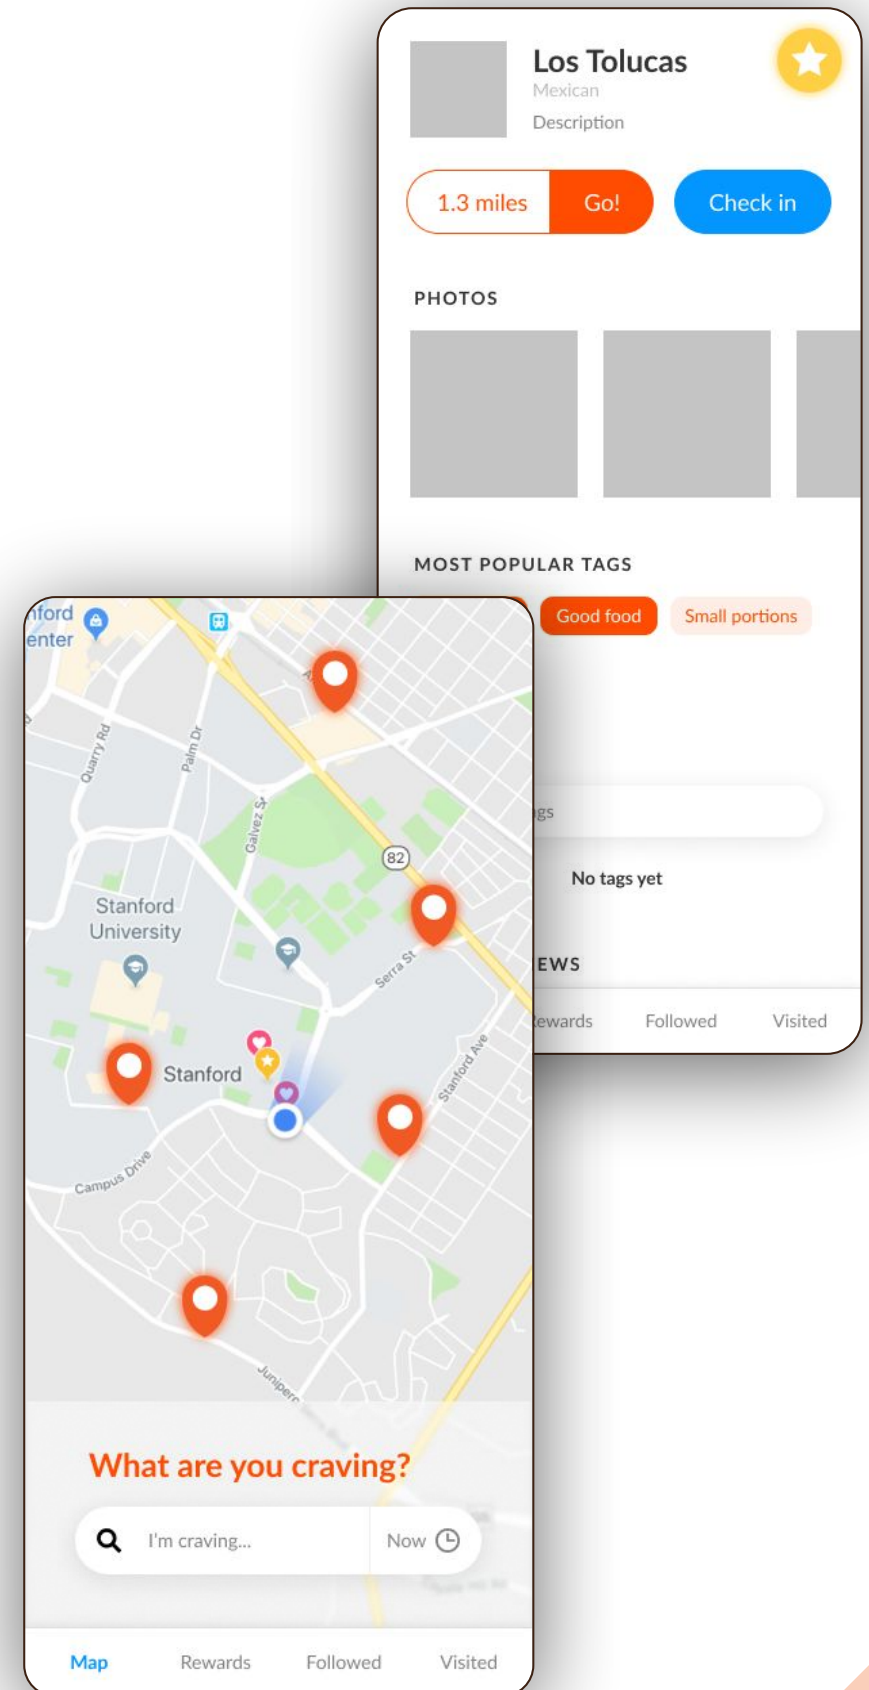 Los Tolucas
Mexican
Description
1.3 miles
Go!
Check in
PHOTOS
MOST POPULAR TAGS
Good food
Small portions
No tags yet
Followed
Visited
Quarry Rd
Palm Dr
Galvez St
82
Stanford
University
Serra St
Stanford
Stanford Ave
Campus Drive
What are you craving?
I'm craving...
Now
Map
Rewards
Followed
Visited